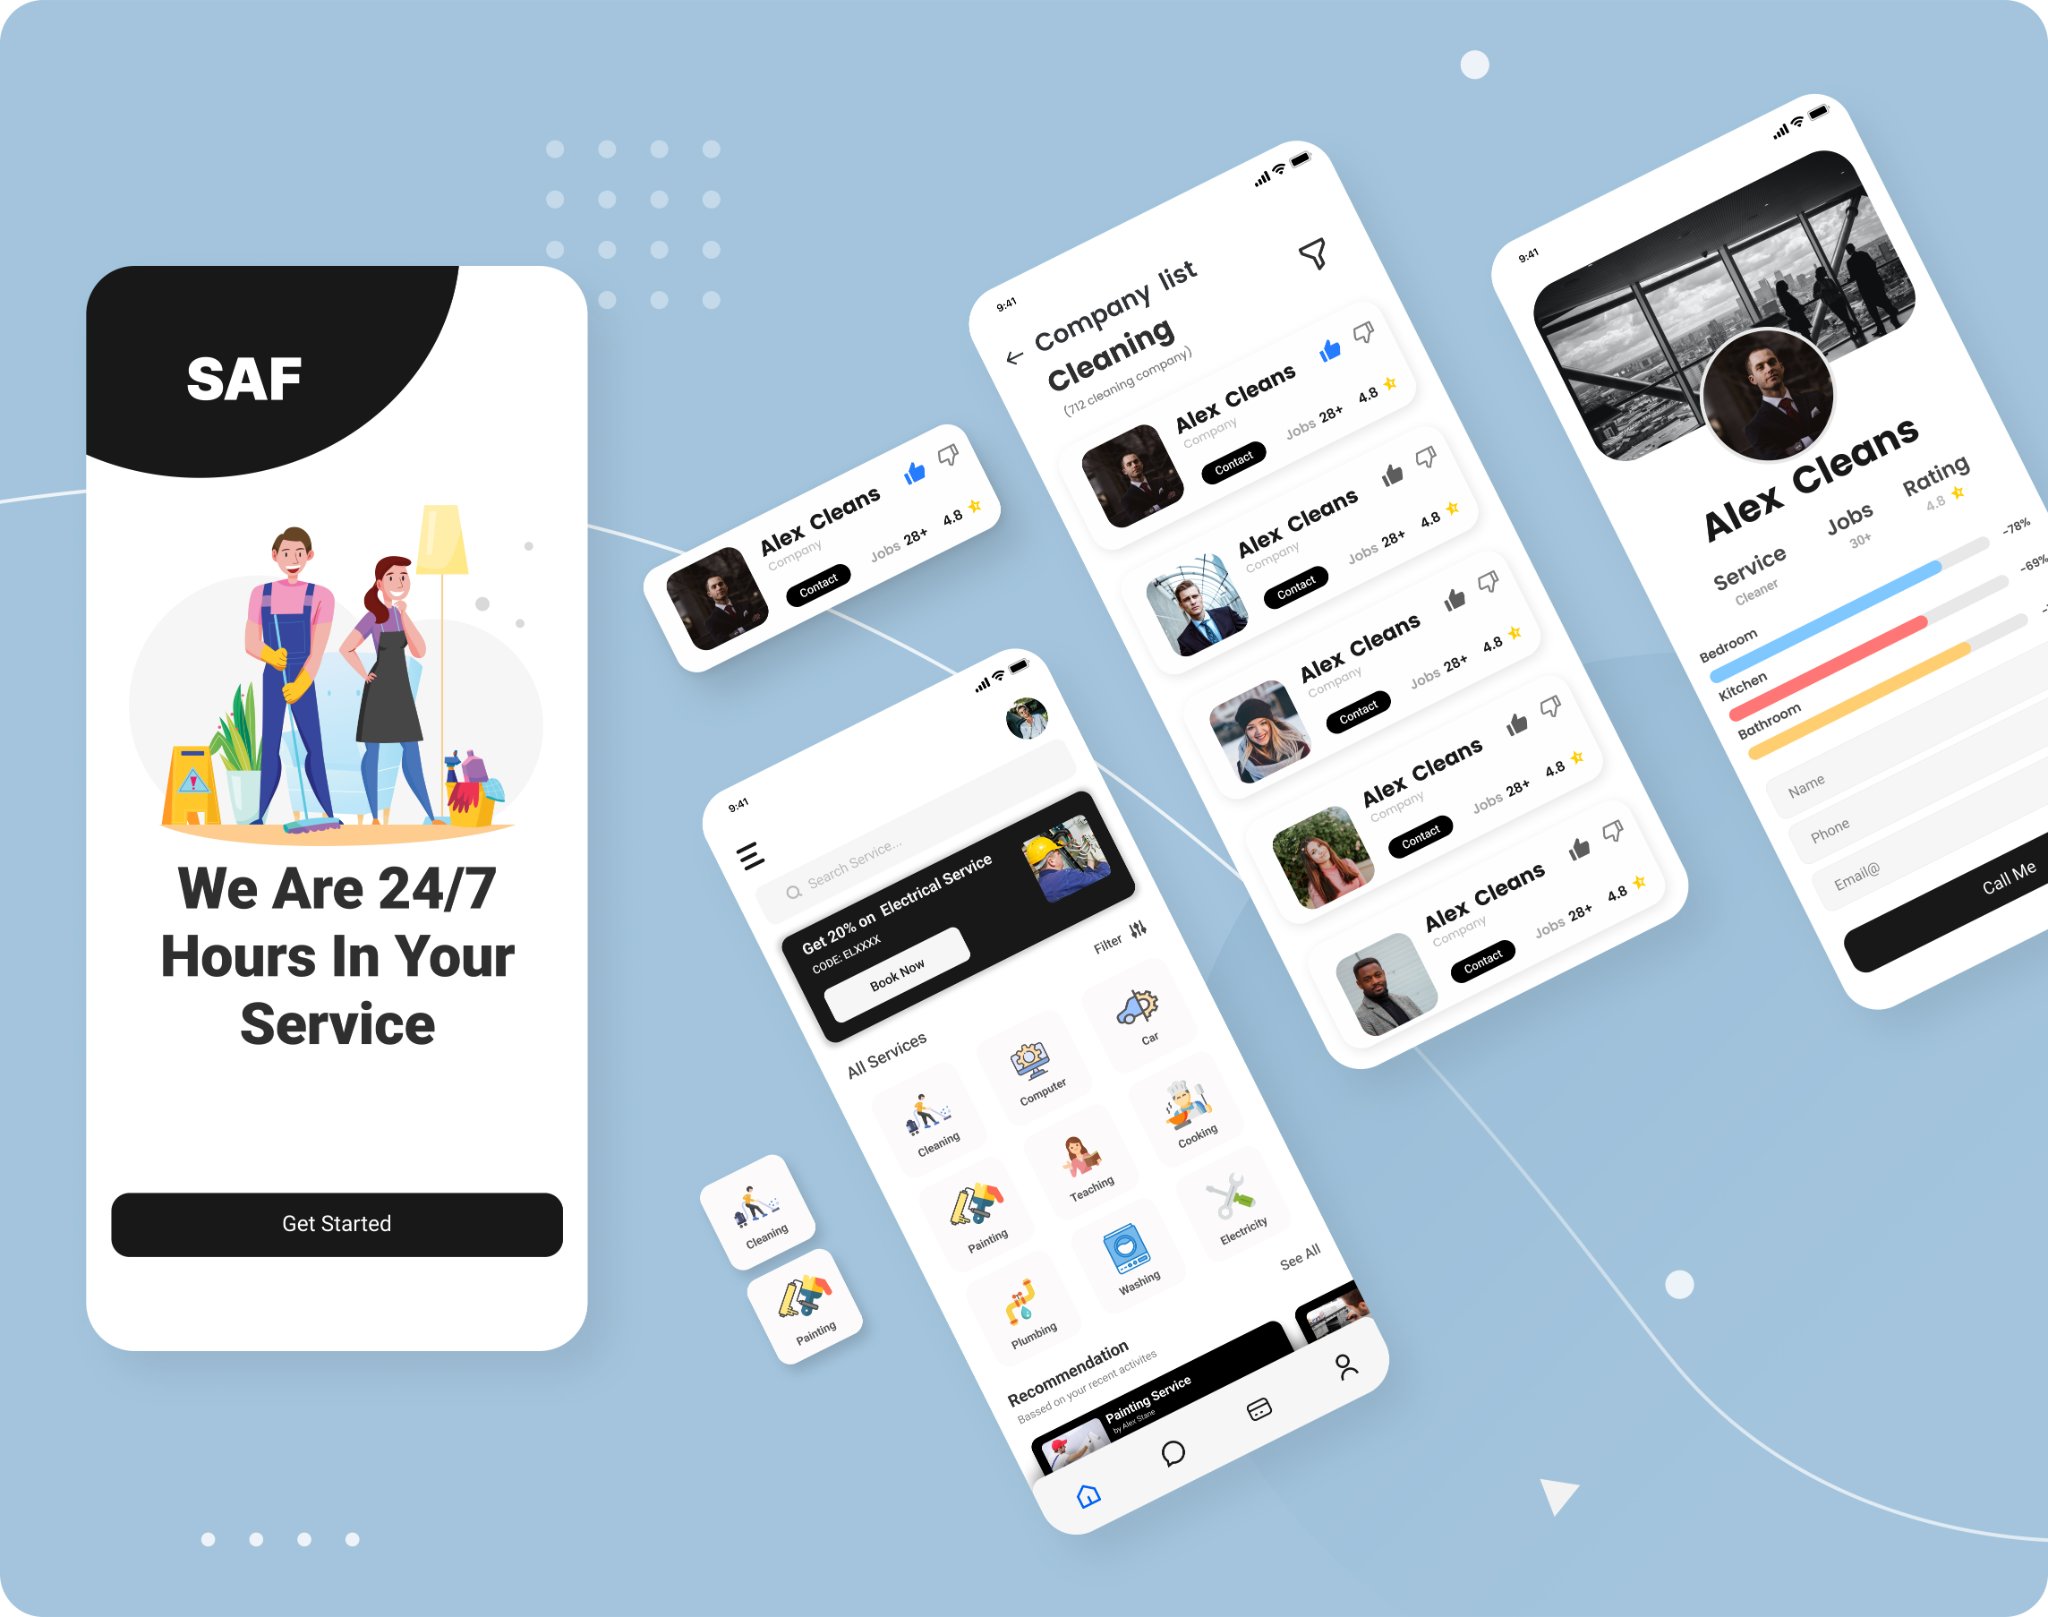 SAF
We Are 24/7
Hours In Your
Service
Get Started
Alex Cleans
Company
Contact
Jobs 28+
4.8
Cleaning
Painting
9:41
Search Service...
Get 20% on Electrical Service
CODE: ELXXXX
Book Now
Filter
All Services
Cleaning
Computer
Car
Painting
Teaching
Cooking
Plumbing
Washing
Electricity
See All
Recommendation
Bassed on your recent activites
Painting Service
by Alex Stane
9:41
Company list
Cleaning
(712 cleaning company)
Alex Cleans
Company
Contact
Jobs 28+
4.8
Alex Cleans
Company
Contact
Jobs 28+
4.8
Alex Cleans
Company
Contact
Jobs 28+
4.8
Alex Cleans
Company
Contact
Jobs 28+
4.8
Alex Cleans
Company
Contact
Jobs 28+
4.8
9:41
Alex Cleans
Service
Cleaner
Jobs
30+
Rating
4.8
Bedroom
~78%
Kitchen
~69%
Bathroom
Name
Phone
Email@
Call Me